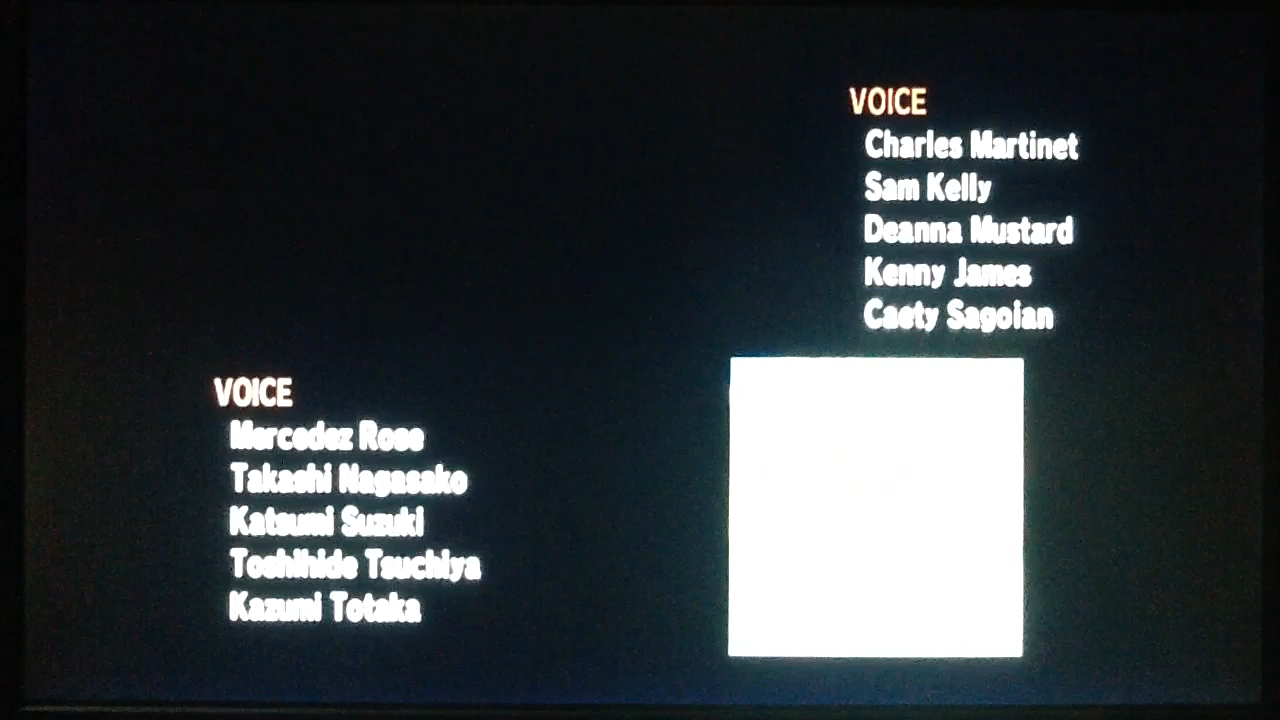 VOICE
Charles Martinet
Sam Kelly
Deanna Mustard
Kenny James
Caety Sagoian
VOICE
Mercedez Rose
Takashi Nagasako
Katsumi Suzuki
Toshihide Tsuchiya
Kazumi Totaka